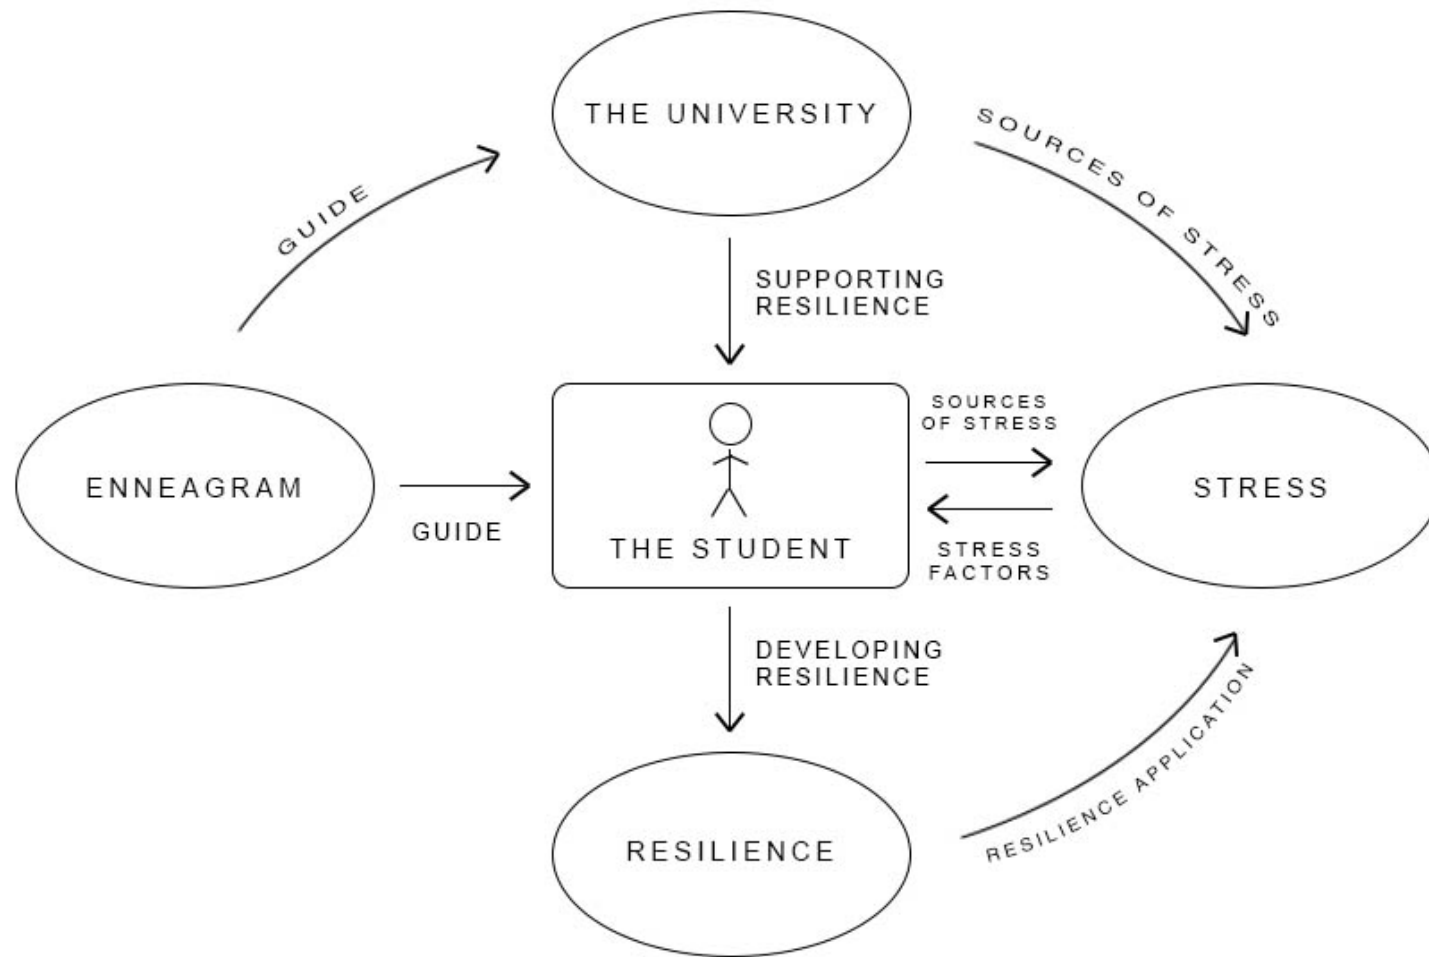 THE UNIVERSITY
SOURCES OF STRESS
GUIDE
SUPPORTING
RESILIENCE
ENNEAGRAM
GUIDE
THE STUDENT
SOURCES
OF STRESS
STRESS
FACTORS
STRESS
DEVELOPING
RESILIENCE
RESILIENCE
RESILIENCE APPLICATION